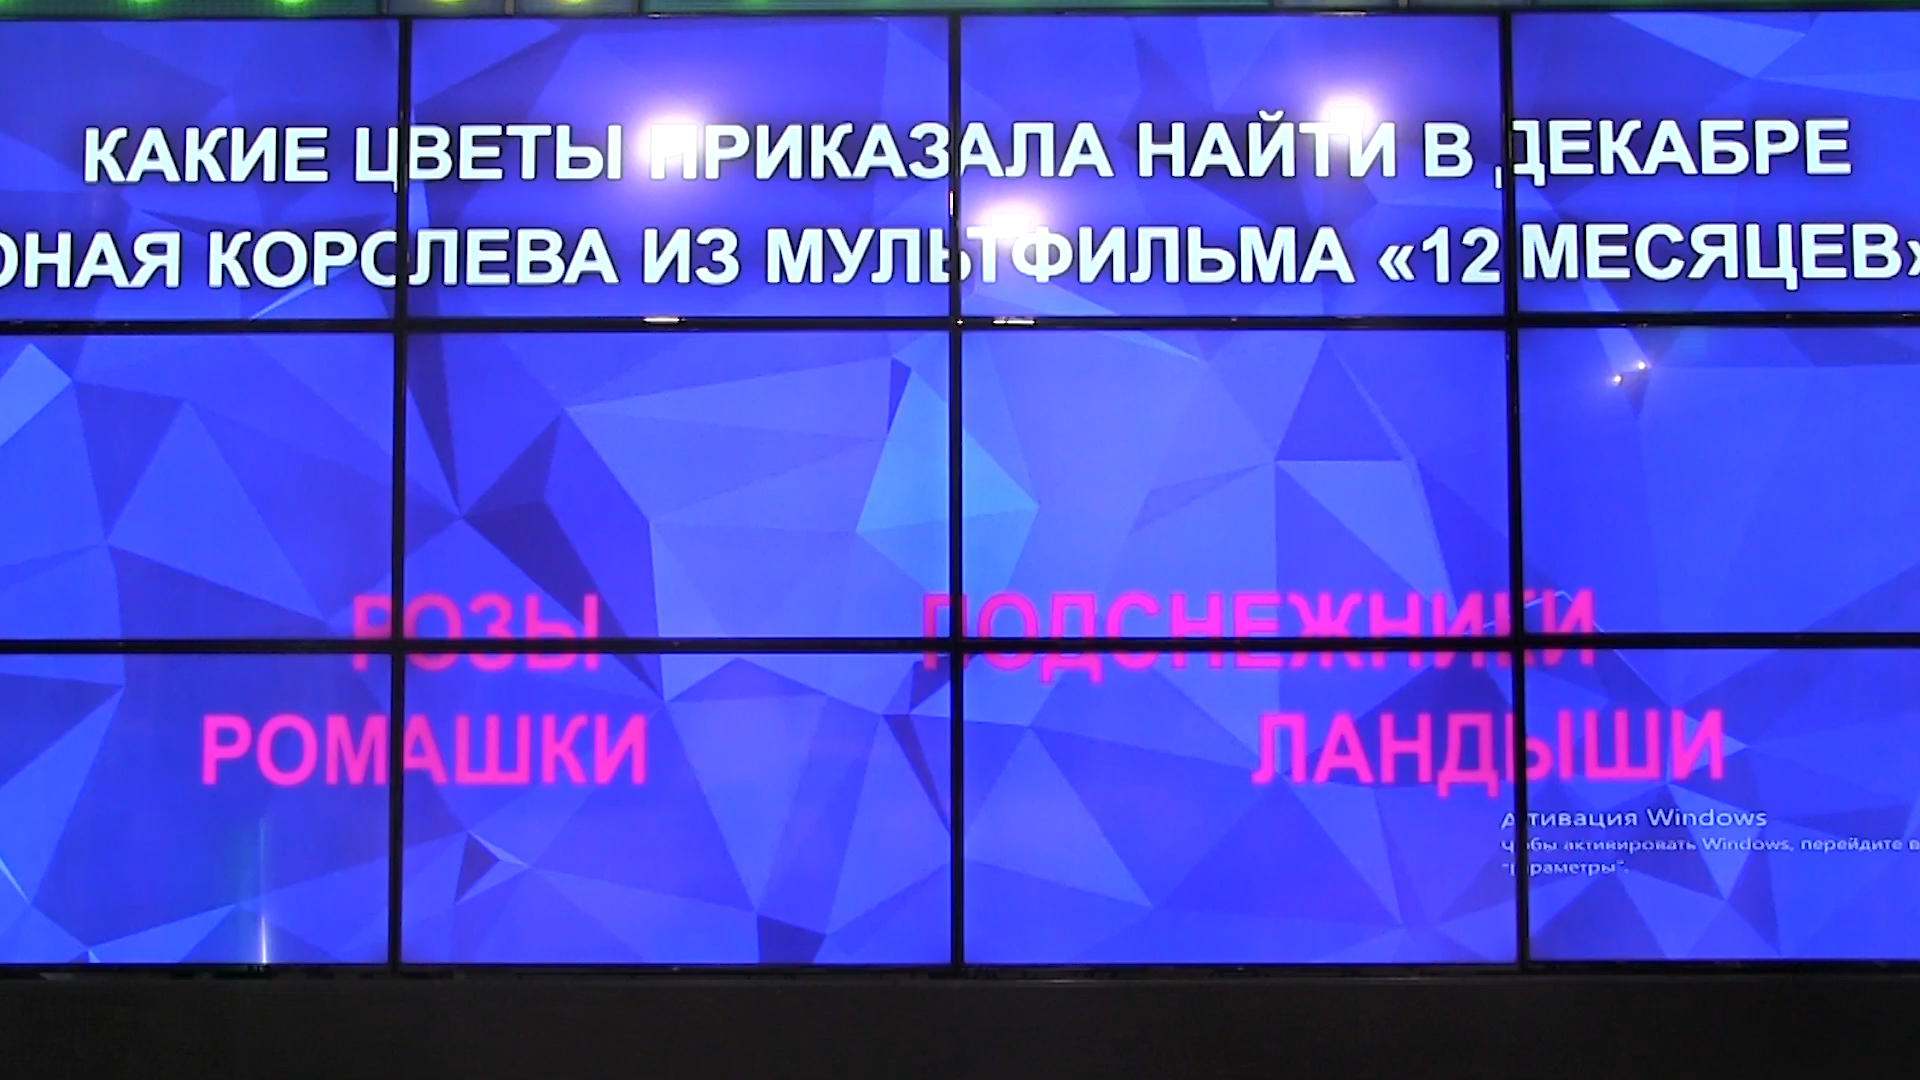 КАКИЕ ЦВЕТЫ ПРИКАЗАЛА НАЙТИ В ДЕКАБРЕ
ЮНАЯ КОРОЛЕВА ИЗ МУЛЬТФИЛЬМА «12 МЕСЯЦЕВ»
РОЗЫ ПОДСНЕЖНИКИ
РОМАШКИ ЛАНДЫШИ
Активация Windows
Чтобы активировать Windows, перейдите в
"Параметры".